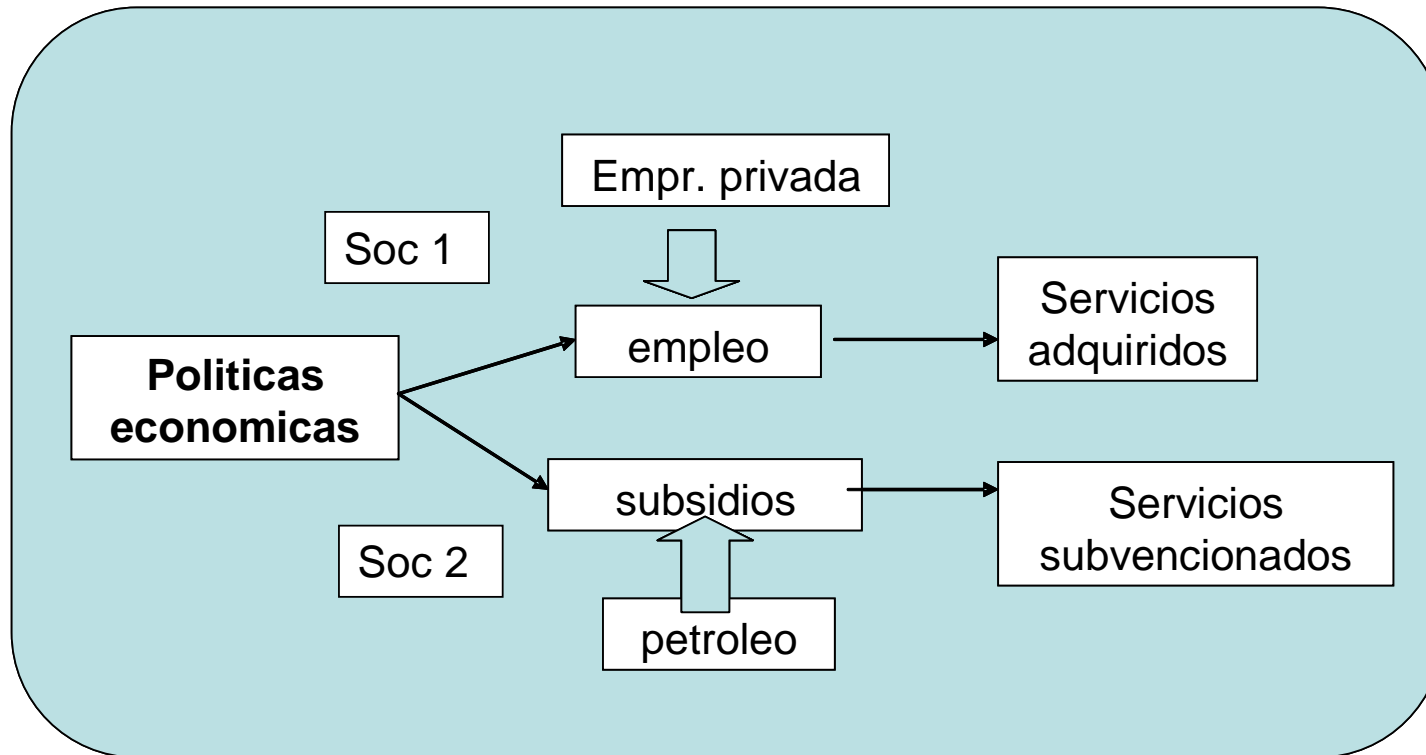 Empr. privada
Soc 1
Servicios
adquiridos
empleo
Politicas
economicas
subsidios
Servicios
subvencionados
Soc 2
petroleo